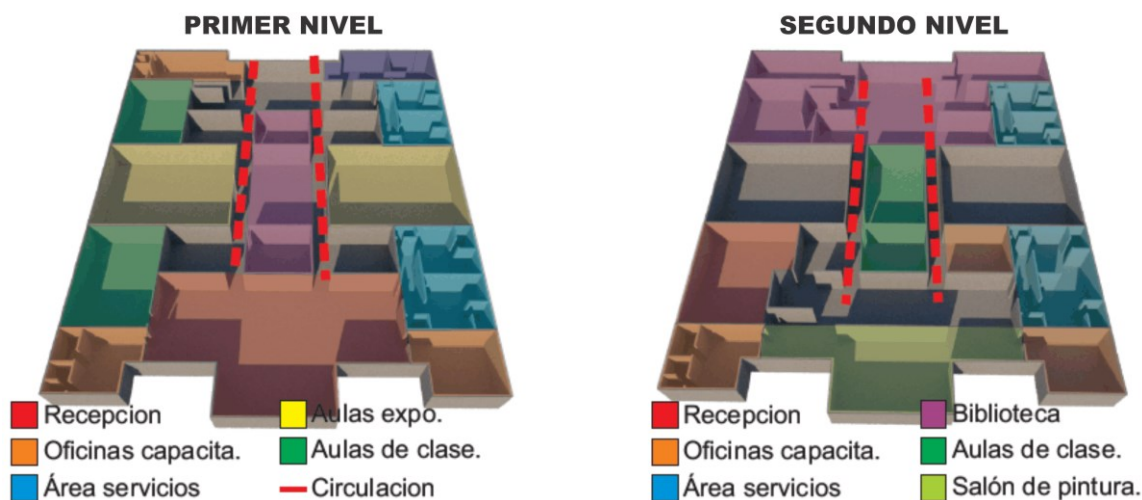 PRIMER NIVEL
Recepcion
Aulas expo.
Oficinas capacita.
Aulas de clase.
Área servicios
Circulacion
SEGUNDO NIVEL
Recepcion
Biblioteca
Oficinas capacita.
Aulas de clase.
Área servicios
Salón de pintura.